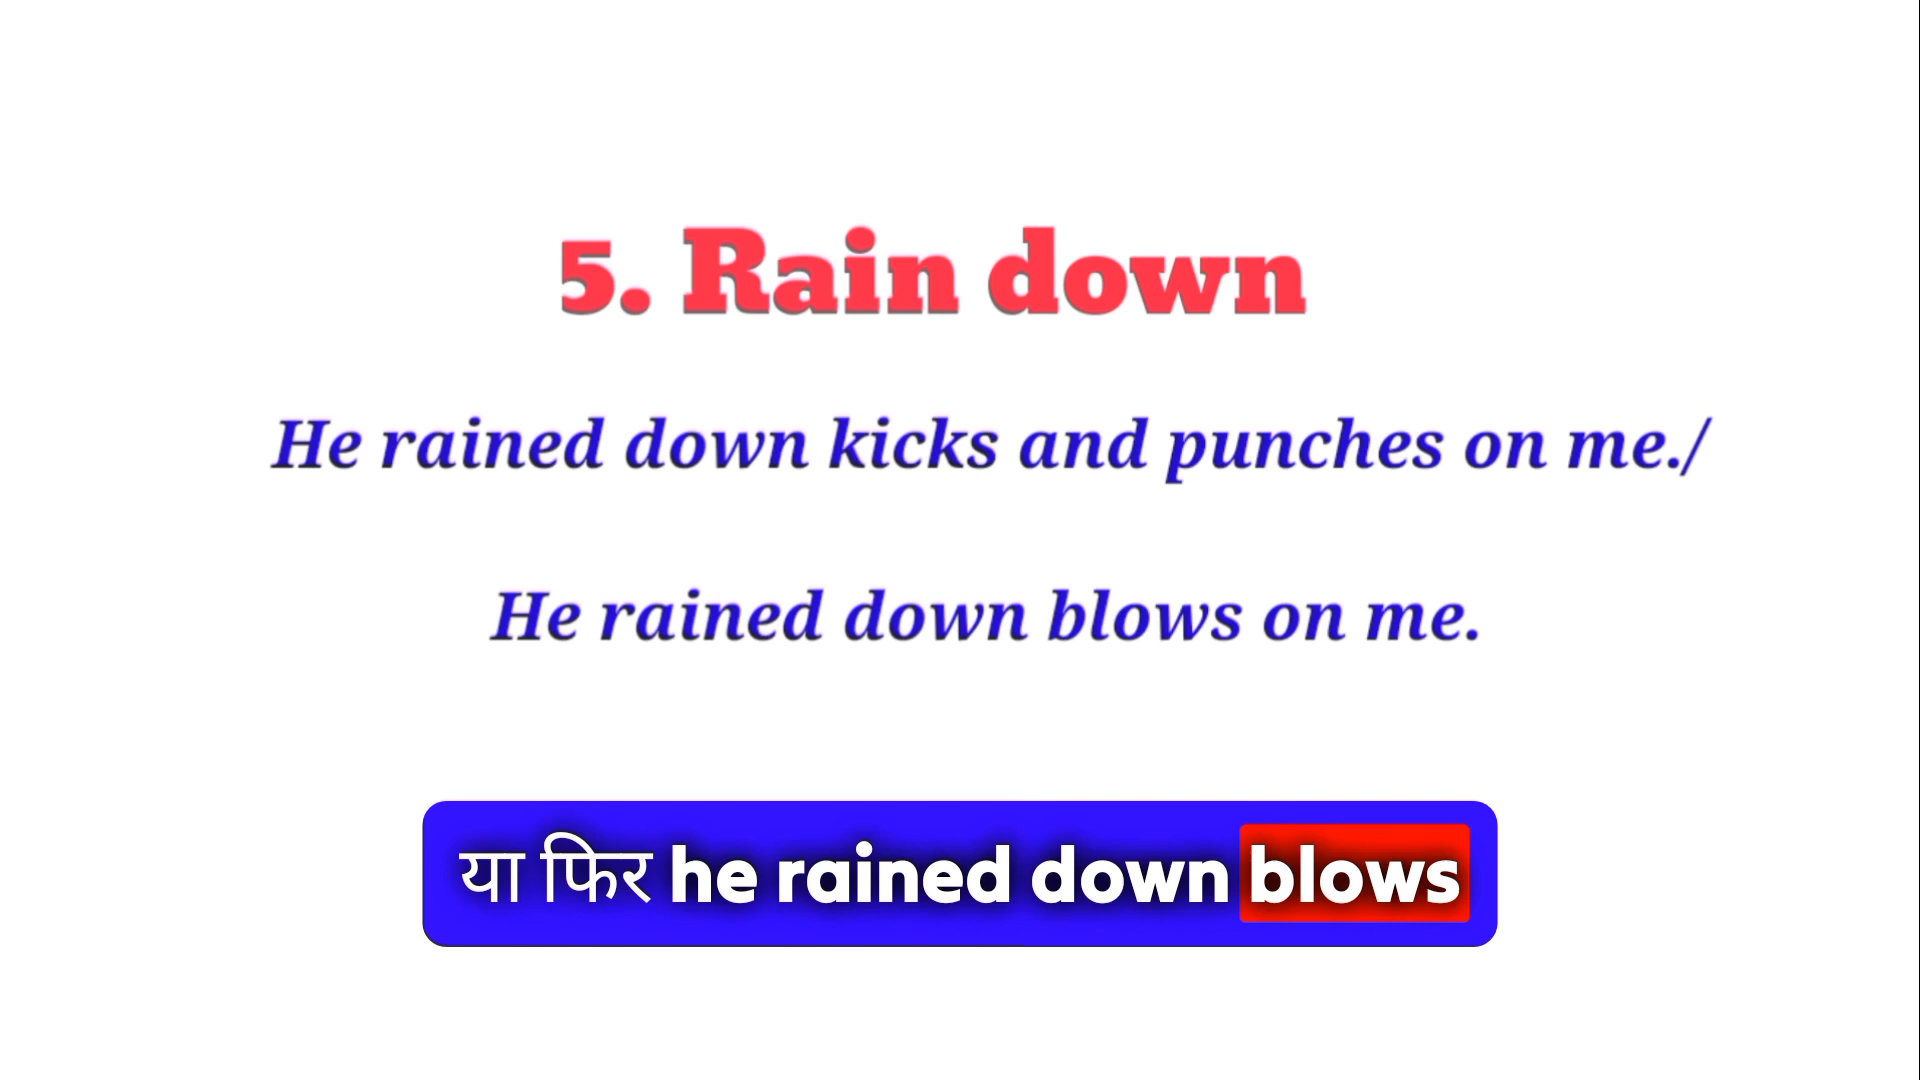 5. Rain down
He rained down kicks and punches on me./
He rained down blows on me.
या फिर he rained down blows